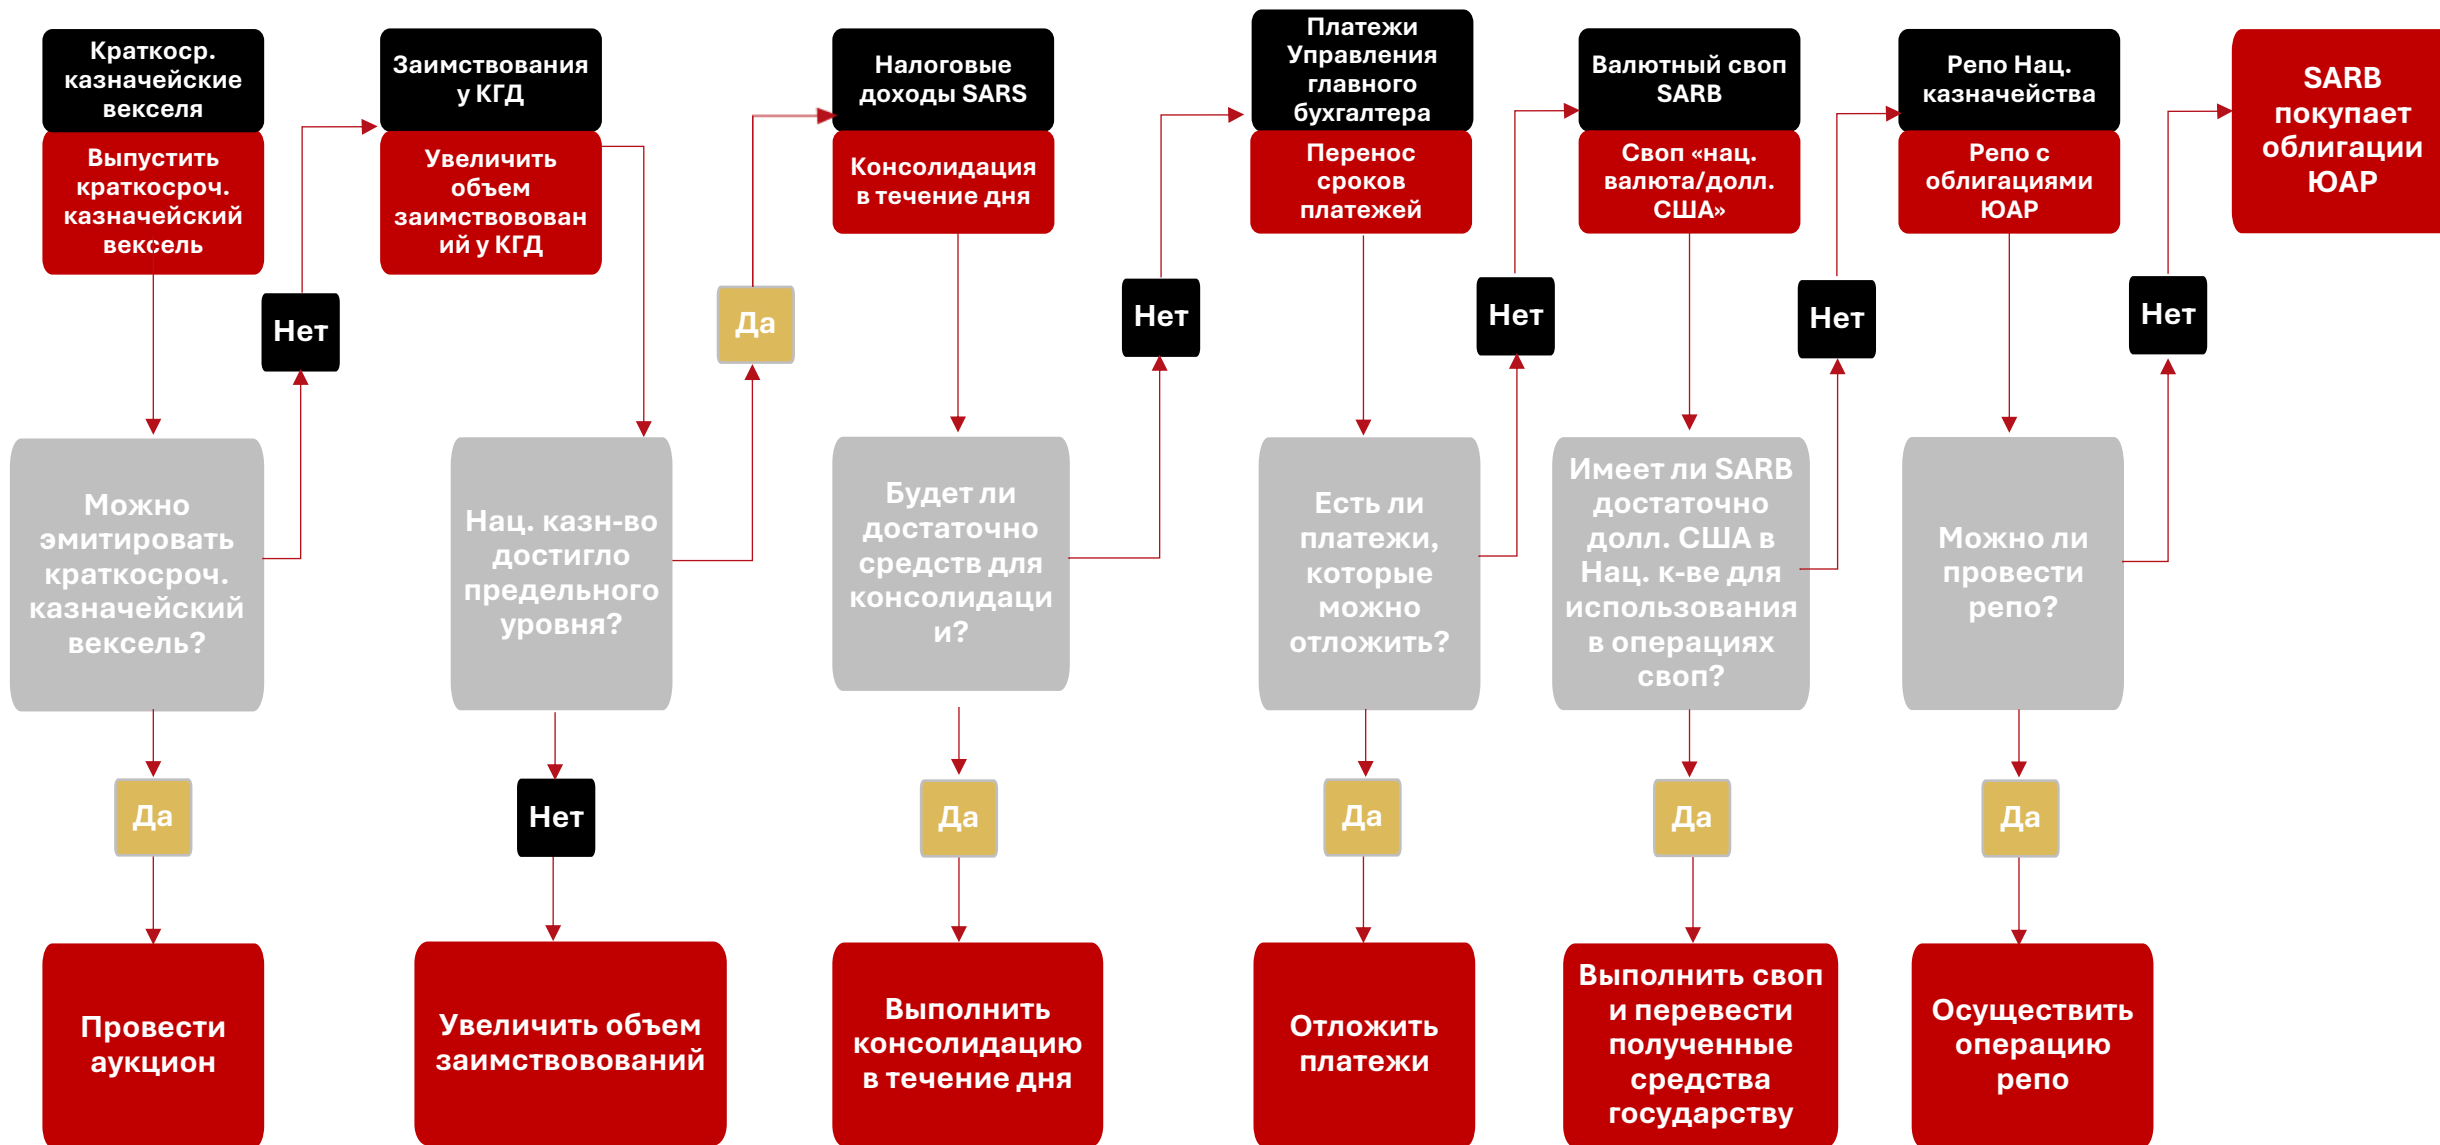 Краткоср.
казначейские
векселя
Выпустить
краткосроч.
казначейский
вексель
Заимствования
у КГД
Увеличить
объем
заимствовован
ий у КГД
Налоговые
доходы SARS
Консолидация
в течение дня
Платежи
Управления
главного
бухгалтера
Перенос
сроков
платежей
Валютный своп
SARB
Своп «нац.
валюта/долл.
США»
Репо Нац.
казначейства
Репо с
облигациями
ЮАР
SARB
покупает
облигации
ЮАР
Нет
Да
Нет
Нет
Нет
Нет
Можно
эмитировать
краткосроч.
казначейский
вексель?
Нац. казн-во
достигло
предельного
уровня?
Будет ли
достаточно
средств для
консолидаци
и?
Есть ли
платежи,
которые
можно
отложить?
Имеет ли SARB
достаточно
долл. США в
Нац. к-ве для
использования
в операциях
своп?
Можно ли
провести
репо?
Да
Нет
Да
Да
Да
Да
Провести
аукцион
Увеличить объем
заимствовований
Выполнить
консолидацию
в течение дня
Отложить
платежи
Выполнить своп
и перевести
полученные
средства
государству
Осуществить
операцию
репо